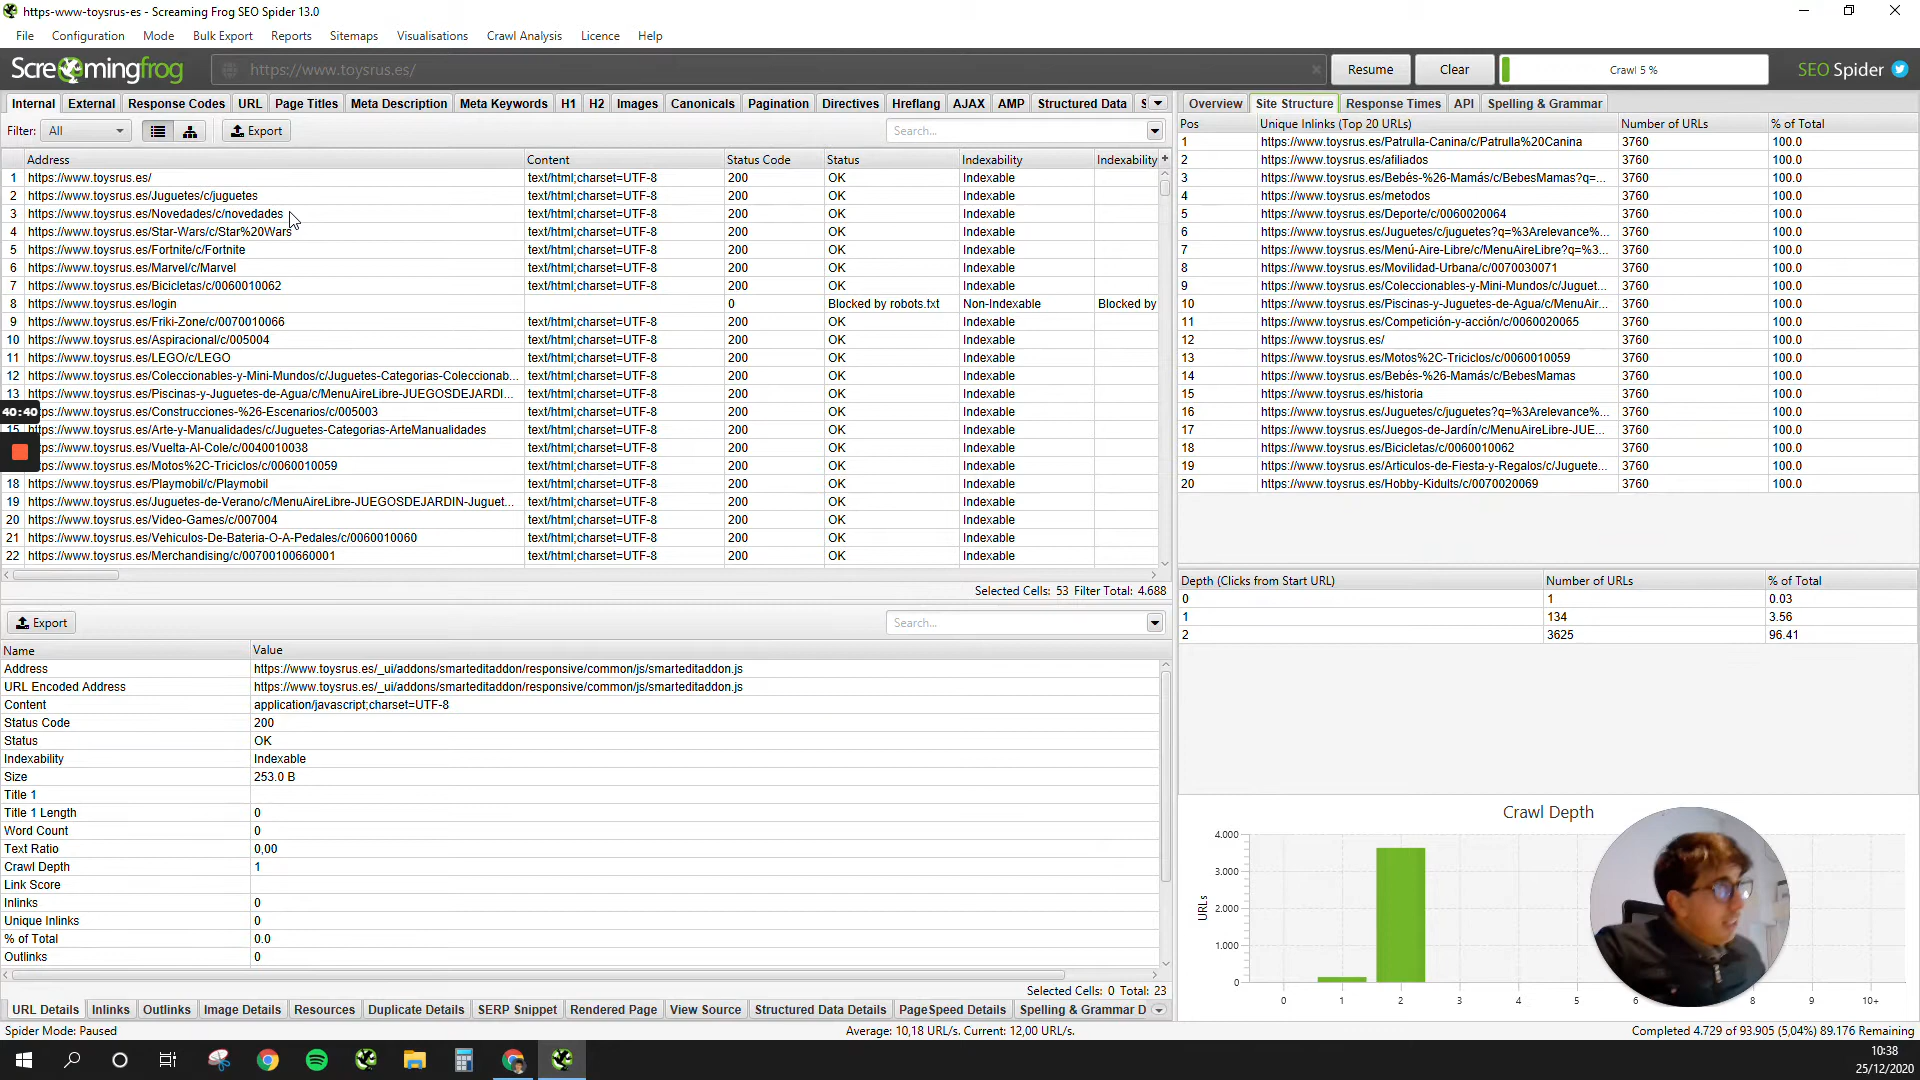 https-www-toysrus-es - Screaming Frog SEO Spider 13.0
File Configuration Mode Bulk Export Reports Sitemaps Visualisations Crawl Analysis Licence Help
Screamingfrog https://www.toysrus.es/ Resume Clear Crawl 5 % SEO Spider
Internal External Response Codes URL Page Titles Meta Description Meta Keywords H1 H2 Images Canonicals Pagination Directives Hreflang AJAX AMP Structured Data S
Filter: All Export Search...
Address Content Status Code Status Indexability Indexability
1 https://www.toysrus.es/ text/html;charset=UTF-8 200 OK Indexable
2 https://www.toysrus.es/Juguetes/c/juguetes text/html;charset=UTF-8 200 OK Indexable
3 https://www.toysrus.es/Novedades/c/novedades text/html;charset=UTF-8 200 OK Indexable
4 https://www.toysrus.es/Star-Wars/c/Star%20Wars text/html;charset=UTF-8 200 OK Indexable
5 https://www.toysrus.es/Fortnite/c/Fortnite text/html;charset=UTF-8 200 OK Indexable
6 https://www.toysrus.es/Marvel/c/Marvel text/html;charset=UTF-8 200 OK Indexable
7 https://www.toysrus.es/Bicicletas/c/0060010062 text/html;charset=UTF-8 200 OK Indexable
8 https://www.toysrus.es/login 0 Blocked by robots.txt Non-Indexable Blocked by
9 https://www.toysrus.es/Friki-Zone/c/0070010066 text/html;charset=UTF-8 200 OK Indexable
10 https://www.toysrus.es/Aspiracional/c/005004 text/html;charset=UTF-8 200 OK Indexable
11 https://www.toysrus.es/LEGO/c/LEGO text/html;charset=UTF-8 200 OK Indexable
12 https://www.toysrus.es/Coleccionables-y-Mini-Mundos/c/Juguetes-Categorias-Coleccionab... text/html;charset=UTF-8 200 OK Indexable
13 https://www.toysrus.es/Piscinas-y-Juguetes-de-Agua/c/MenuAireLibre-JUEGOSDEJARDI... text/html;charset=UTF-8 200 OK Indexable
40:40 ps://www.toysrus.es/Construcciones-%26-Escenarios/c/005003 text/html;charset=UTF-8 200 OK Indexable
15 ps://www.toysrus.es/Arte-y-Manualidades/c/Juguetes-Categorias-ArteManualidades text/html;charset=UTF-8 200 OK Indexable
ps://www.toysrus.es/Vuelta-Al-Cole/c/0040010038 text/html;charset=UTF-8 200 OK Indexable
ps://www.toysrus.es/Motos%2C-Triciclos/c/0060010059 text/html;charset=UTF-8 200 OK Indexable
18 https://www.toysrus.es/Playmobil/c/Playmobil text/html;charset=UTF-8 200 OK Indexable
19 https://www.toysrus.es/Juguetes-de-Verano/c/MenuAireLibre-JUEGOSDEJARDIN-Juguet... text/html;charset=UTF-8 200 OK Indexable
20 https://www.toysrus.es/Video-Games/c/007004 text/html;charset=UTF-8 200 OK Indexable
21 https://www.toysrus.es/Vehiculos-De-Bateria-O-A-Pedales/c/0060010060 text/html;charset=UTF-8 200 OK Indexable
22 https://www.toysrus.es/Merchandising/c/00700100660001 text/html;charset=UTF-8 200 OK Indexable
Selected Cells: 53 Filter Total: 4.688
Export Search...
Name Value
Address https://www.toysrus.es/_ui/addons/smarteditaddon/responsive/common/js/smarteditaddon.js
URL Encoded Address https://www.toysrus.es/_ui/addons/smarteditaddon/responsive/common/js/smarteditaddon.js
Content application/javascript;charset=UTF-8
Status Code 200
Status OK
Indexability Indexable
Size 253.0 B
Title 1
Title 1 Length 0
Word Count 0
Text Ratio 0,00
Crawl Depth 1
Link Score
Inlinks 0
Unique Inlinks 0
% of Total 0.0
Outlinks 0
Selected Cells: 0 Total: 23
URL Details Inlinks Outlinks Image Details Resources Duplicate Details SERP Snippet Rendered Page View Source Structured Data Details PageSpeed Details Spelling & Grammar D
Overview Site Structure Response Times API Spelling & Grammar
Pos Unique Inlinks (Top 20 URLs) Number of URLs % of Total
1 https://www.toysrus.es/Patrulla-Canina/c/Patrulla%20Canina 3760 100.0
2 https://www.toysrus.es/afiliados 3760 100.0
3 https://www.toysrus.es/Bebés-%26-Mamás/c/BebesMamas?q=... 3760 100.0
4 https://www.toysrus.es/metodos 3760 100.0
5 https://www.toysrus.es/Deporte/c/0060020064 3760 100.0
6 https://www.toysrus.es/Juguetes/c/juguetes?q=%3Arelevance%... 3760 100.0
7 https://www.toysrus.es/Menú-Aire-Libre/c/MenuAireLibre?q=%3... 3760 100.0
8 https://www.toysrus.es/Movilidad-Urbana/c/0070030071 3760 100.0
9 https://www.toysrus.es/Coleccionables-y-Mini-Mundos/c/Juguet... 3760 100.0
10 https://www.toysrus.es/Piscinas-y-Juguetes-de-Agua/c/MenuAir... 3760 100.0
11 https://www.toysrus.es/Competición-y-acción/c/0060020065 3760 100.0
12 https://www.toysrus.es/ 3760 100.0
13 https://www.toysrus.es/Motos%2C-Triciclos/c/0060010059 3760 100.0
14 https://www.toysrus.es/Bebés-%26-Mamás/c/BebesMamas 3760 100.0
15 https://www.toysrus.es/historia 3760 100.0
16 https://www.toysrus.es/Juguetes/c/juguetes?q=%3Arelevance%... 3760 100.0
17 https://www.toysrus.es/Juegos-de-Jardín/c/MenuAireLibre-JUE... 3760 100.0
18 https://www.toysrus.es/Bicicletas/c/0060010062 3760 100.0
19 https://www.toysrus.es/Articulos-de-Fiesta-y-Regalos/c/Juguete... 3760 100.0
20 https://www.toysrus.es/Hobby-Kidults/c/0070020069 3760 100.0
Depth (Clicks from Start URL) Number of URLs % of Total
0 1 0.03
1 134 3.56
2 3625 96.41
Crawl Depth
4.000
3.000
2.000
1.000
0
URLs
0 1 2 3 4 5 6 8 9 10+
Spider Mode: Paused Average: 10,18 URL/s. Current: 12,00 URL/s. Completed 4.729 of 93.905 (5,04%) 89.176 Remaining
10:38
25/12/2020